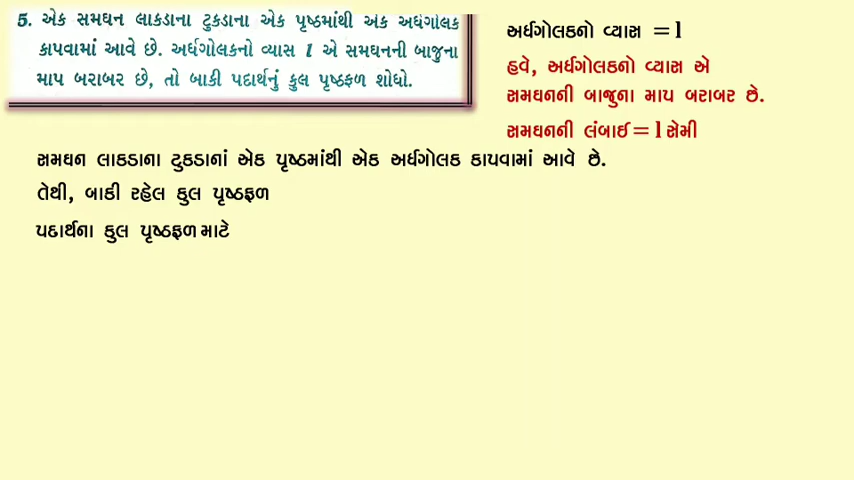 5. એક સમઘન લાકડાના ટુકડાના એક પૃષ્ઠમાંથી એક અર્ધગોલક
કાપવામાં આવે છે. અર્ધગોલકનો વ્યાસ l એ સમઘનની બાજુના
માપ બરાબર છે, તો બાકી પદાર્થનું કુલ પૃષ્ઠફળ શોધો.
અર્ધગોલકનો વ્યાસ = l
હવે, અર્ધગોલકનો વ્યાસ એ
સમઘનની બાજુના માપ બરાબર છે.
સમઘનની લંબાઈ = l સેમી
સમઘન લાકડાના ટુકડાનાં એક પૃષ્ઠમાંથી એક અર્ધગોલક કાપવામાં આવે છે.
તેથી, બાકી રહેલ કુલ પૃષ્ઠફળ
પદાર્થના કુલ પૃષ્ઠફળ માટે